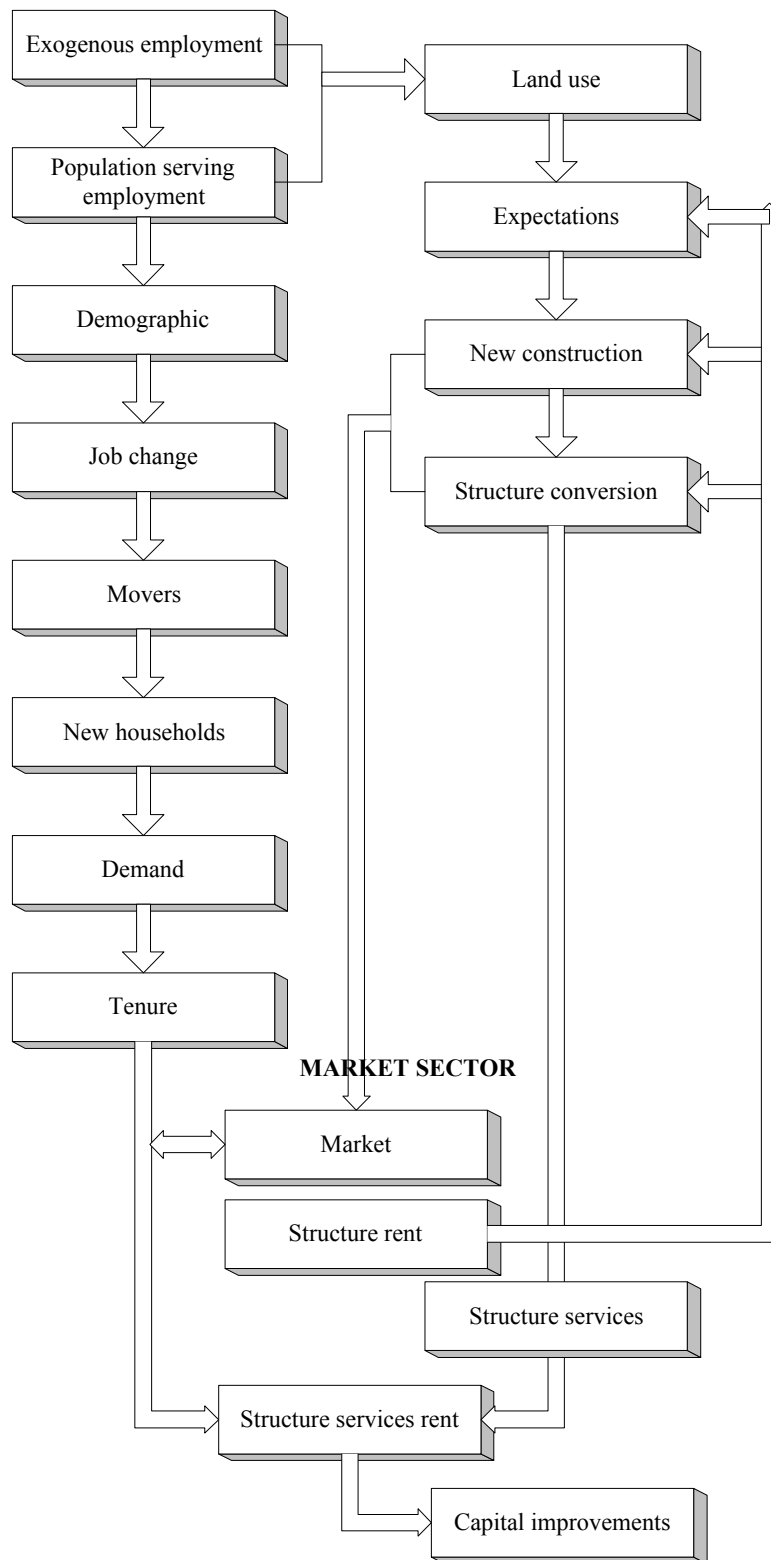 Exogenous employment
Land use
Population serving
employment
Expectations
Demographic
New construction
Job change
Structure conversion
Movers
New households
Demand
Tenure
MARKET SECTOR
Market
Structure rent
Structure services
Structure services rent
Capital improvements